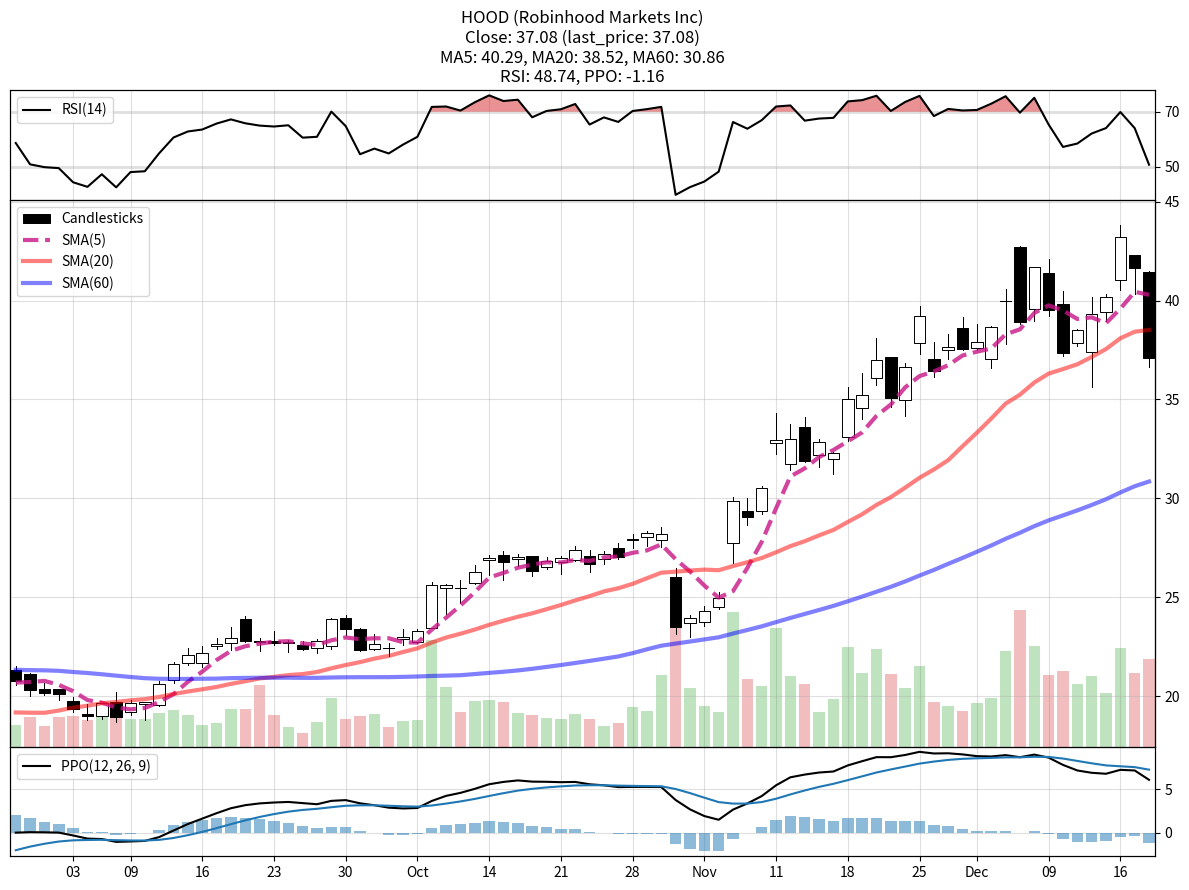 HOOD (Robinhood Markets Inc)
Close: 37.08 (last_price: 37.08)
MA5: 40.29, MA20: 38.52, MA60: 30.86
RSI: 48.74, PPO: -1.16
RSI(14)
70
50
Candlesticks
SMA(5)
SMA(20)
SMA(60)
45
40
35
30
25
20
PPO(12, 26, 9)
5
0
03 09 16 23 30 Oct 14 21 28 Nov 11 18 25 Dec 09 16